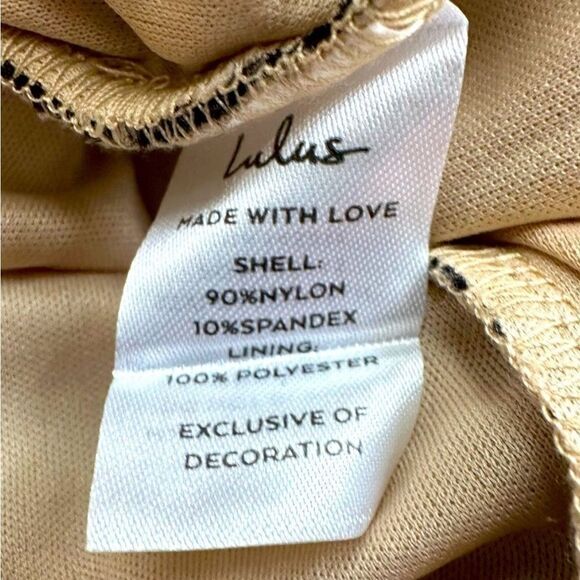 Lulus
MADE WITH LOVE
SHELL:
90%NYLON
10%SPANDEX
LINING:
100% POLYESTER
EXCLUSIVE OF
DECORATION